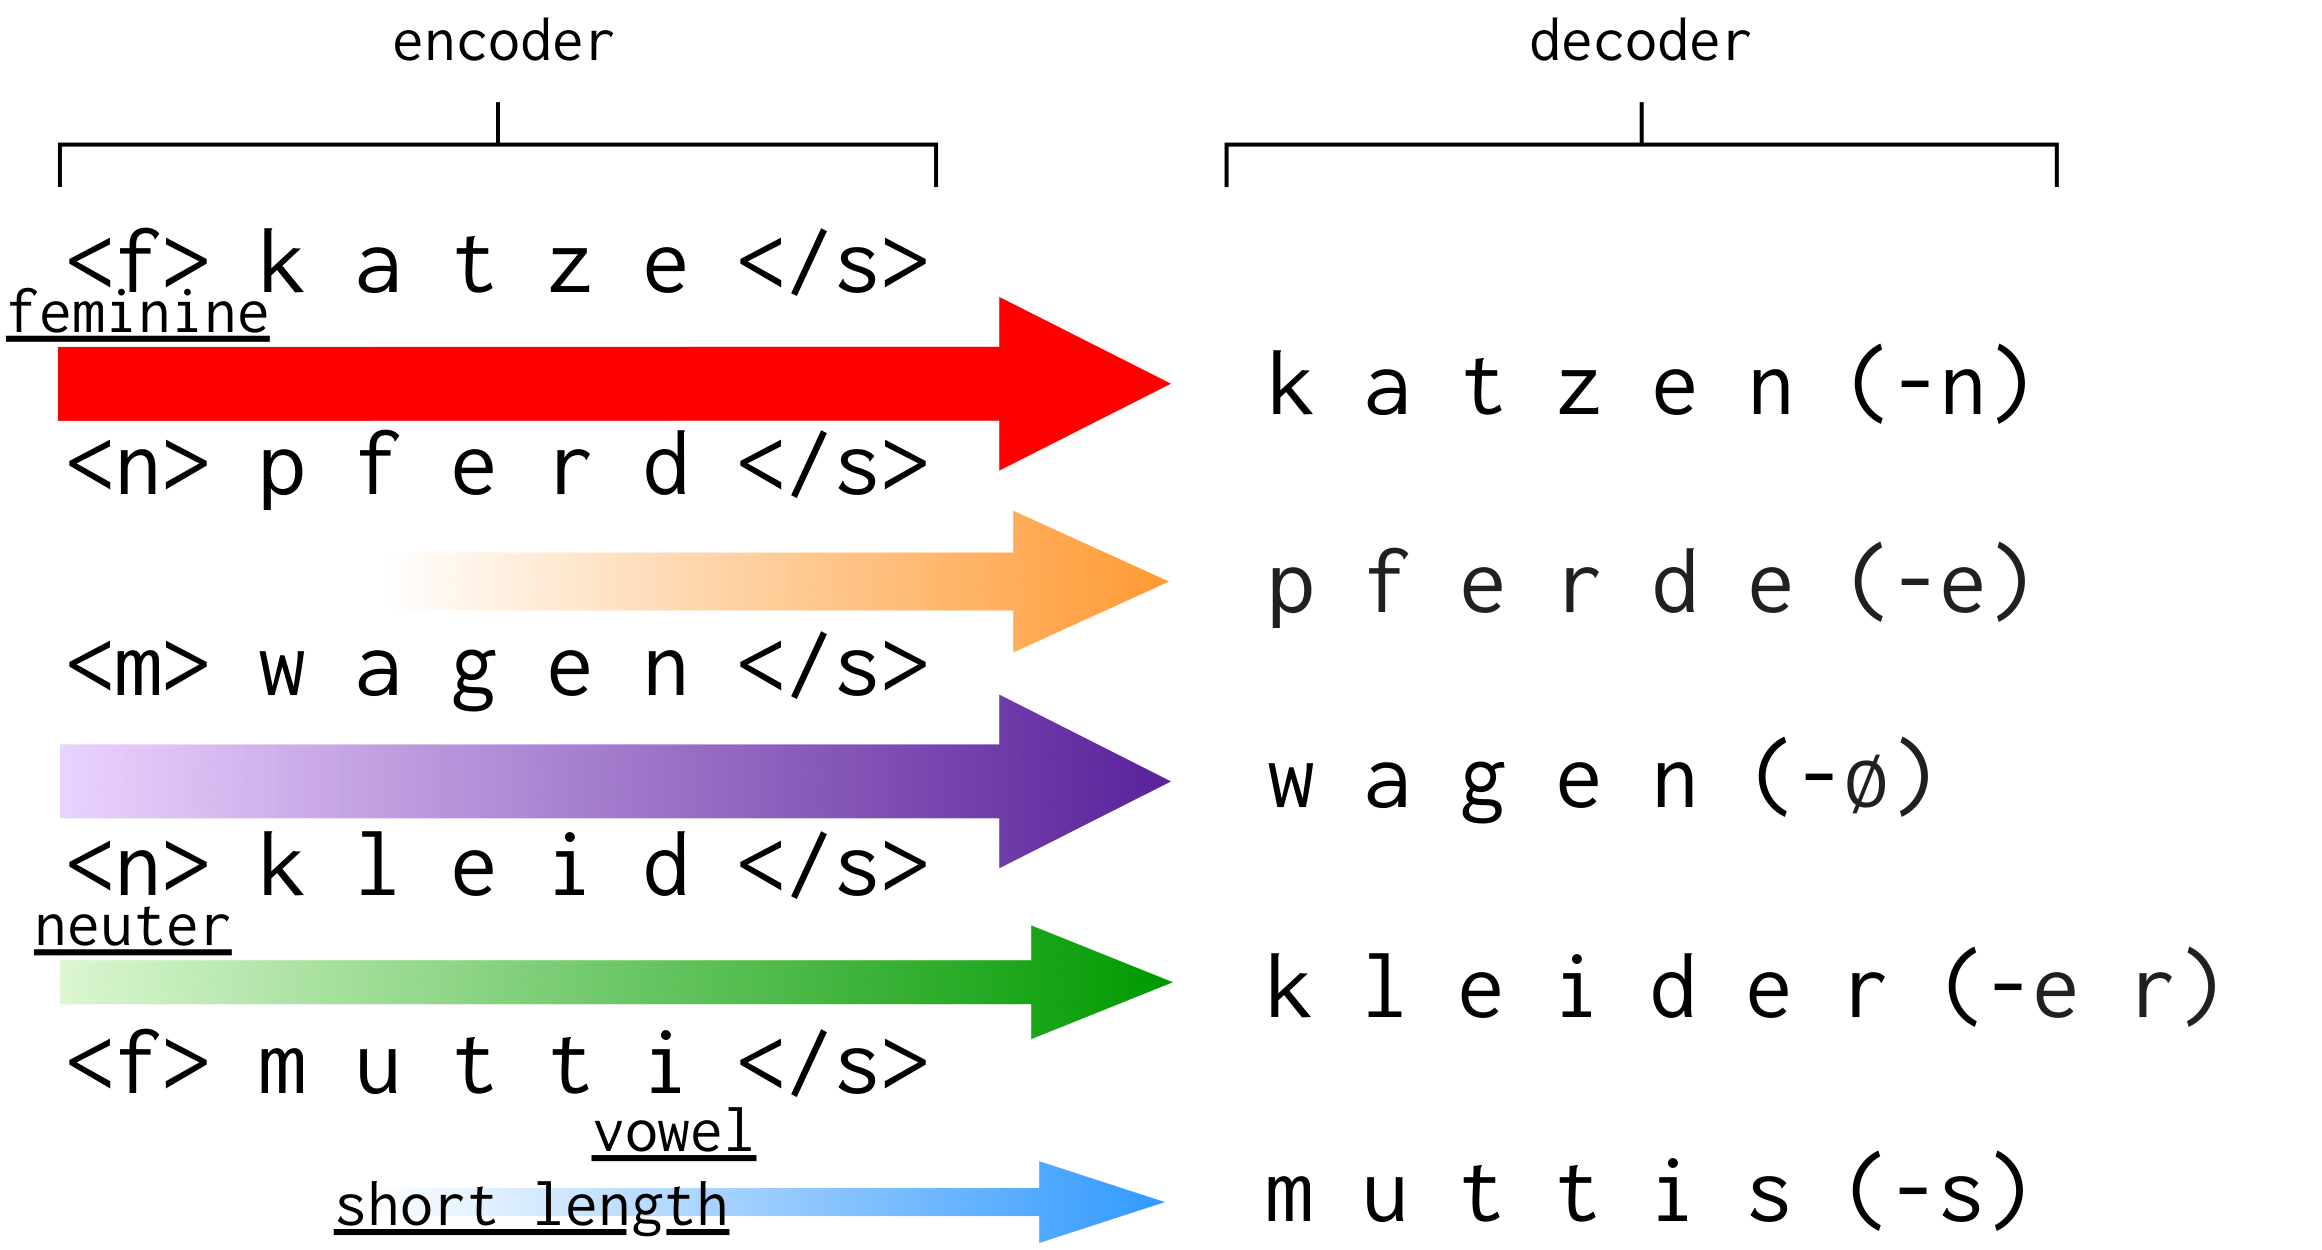 encoder decoder
<f> k a t z e </s>
feminine
k a t z e n (-n)
<n> p f e r d </s>
p f e r d e (-e)
<m> w a g e n </s>
w a g e n (-ø)
<n> k l e i d </s>
neuter
k l e i d e r (-e r)
<f> m u t t i </s>
vowel
short length
m u t t i s (-s)